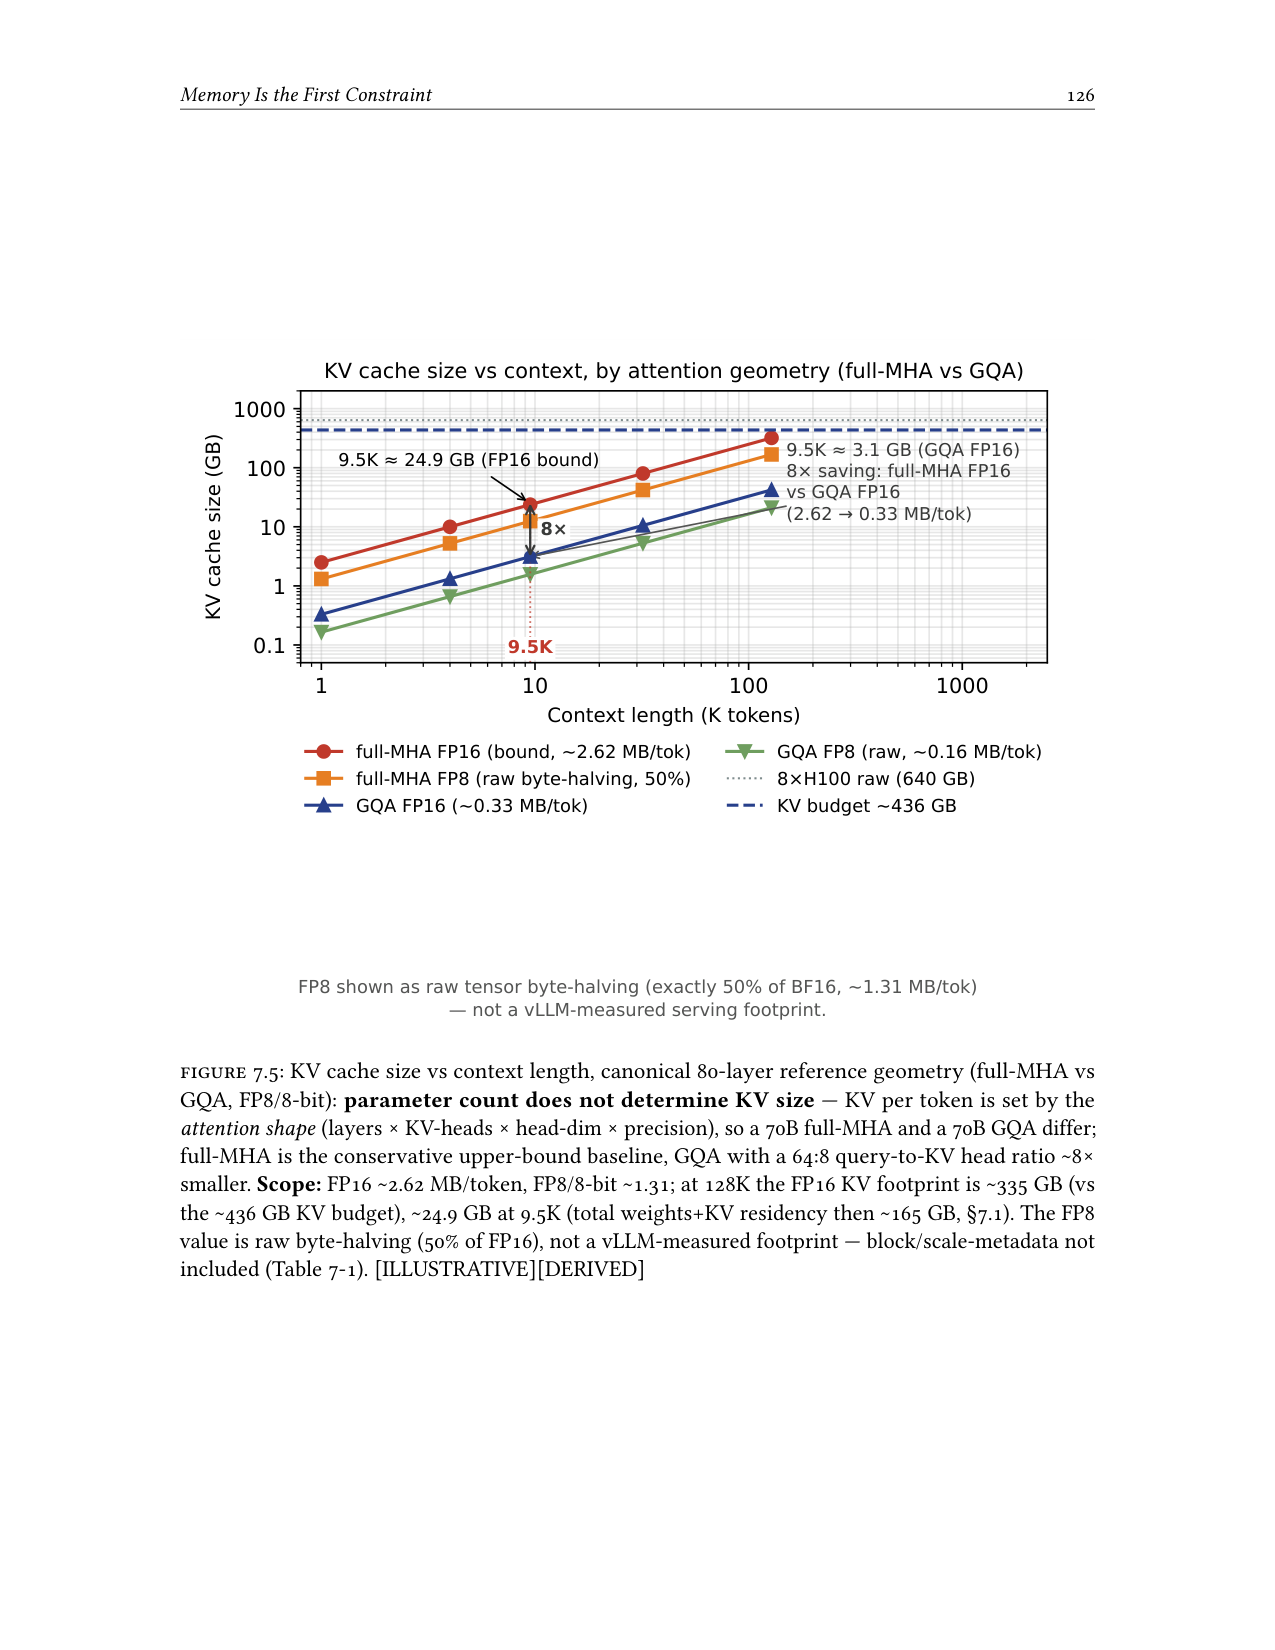 Memory Is the First Constraint 126
KV cache size vs context, by attention geometry (full-MHA vs GQA)
KV cache size (GB)
1000
100
10
1
0.1
9.5K ≈ 24.9 GB (FP16 bound)
8×
9.5K
9.5K ≈ 3.1 GB (GQA FP16)
8× saving: full-MHA FP16
vs GQA FP16
(2.62 → 0.33 MB/tok)
1 10 100 1000
Context length (K tokens)
full-MHA FP16 (bound, ~2.62 MB/tok)
full-MHA FP8 (raw byte-halving, 50%)
GQA FP16 (~0.33 MB/tok)
GQA FP8 (raw, ~0.16 MB/tok)
8×H100 raw (640 GB)
KV budget ~436 GB
FP8 shown as raw tensor byte-halving (exactly 50% of BF16, ~1.31 MB/tok)
— not a vLLM-measured serving footprint.
FIGURE 7.5: KV cache size vs context length, canonical 80-layer reference geometry (full-MHA vs
GQA, FP8/8-bit): parameter count does not determine KV size — KV per token is set by the
attention shape (layers × KV-heads × head-dim × precision), so a 70B full-MHA and a 70B GQA differ;
full-MHA is the conservative upper-bound baseline, GQA with a 64:8 query-to-KV head ratio ~8×
smaller. Scope: FP16 ~2.62 MB/token, FP8/8-bit ~1.31; at 128K the FP16 KV footprint is ~335 GB (vs
the ~436 GB KV budget), ~24.9 GB at 9.5K (total weights+KV residency then ~165 GB, §7.1). The FP8
value is raw byte-halving (50% of FP16), not a vLLM-measured footprint — block/scale-metadata not
included (Table 7-1). [ILLUSTRATIVE][DERIVED]